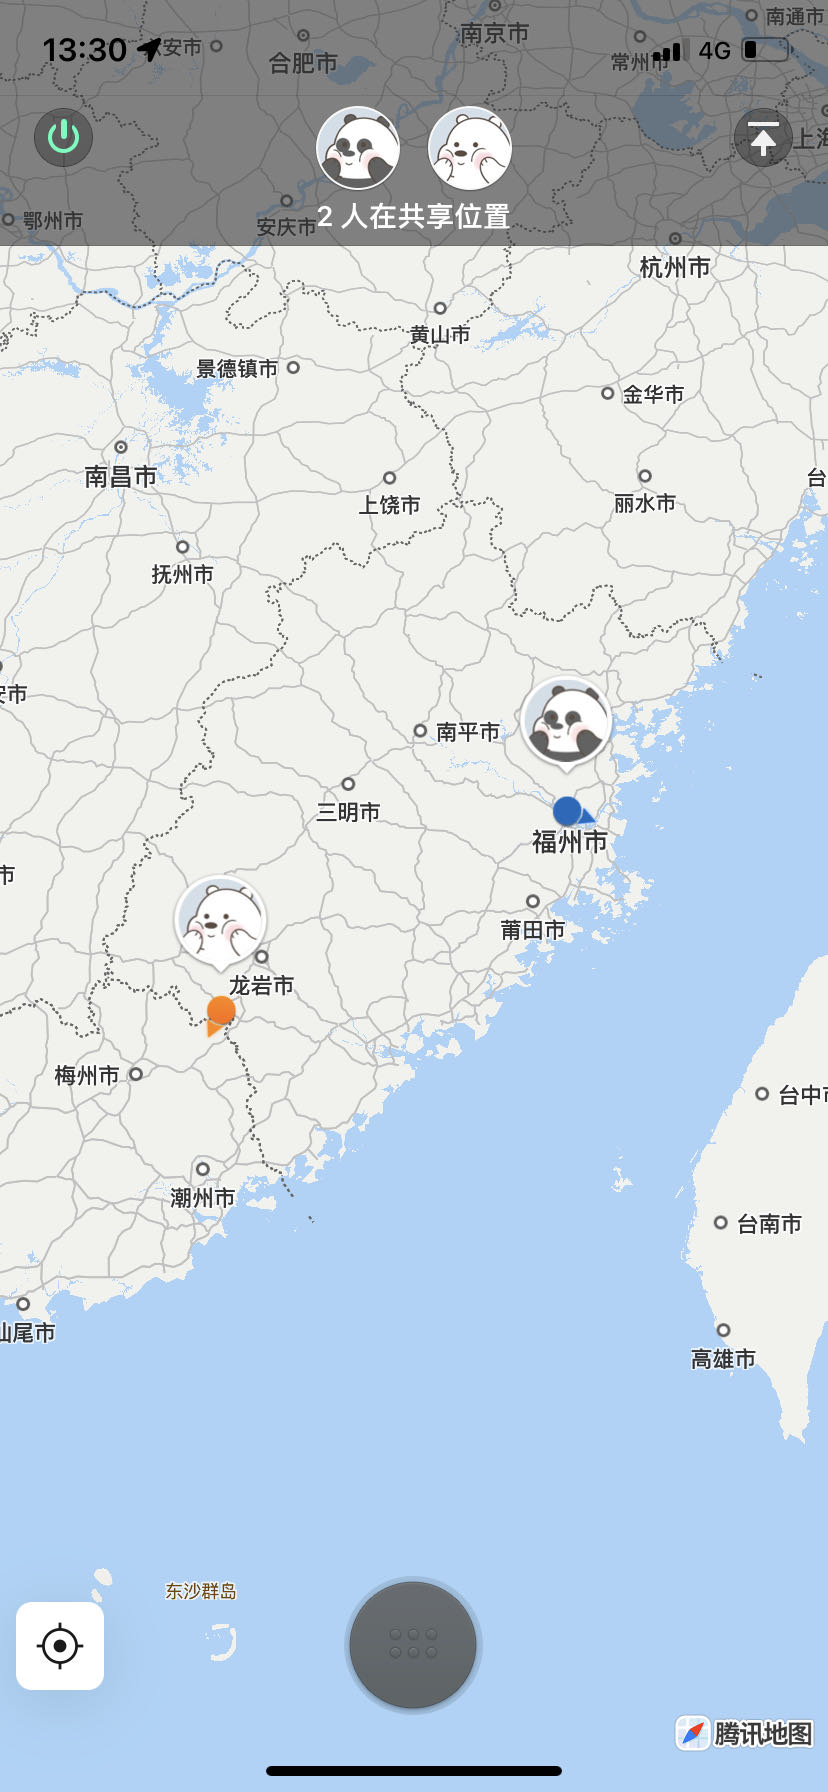 13:30
4G
六安市
合肥市
南京市
常州市
南通市
上海
鄂州市
安庆市
2 人在共享位置
杭州市
黄山市
景德镇市
金华市
南昌市
上饶市
丽水市
台
抚州市
安市
南平市
三明市
福州市
市
莆田市
龙岩市
梅州市
台中市
潮州市
台南市
汕尾市
高雄市
东沙群岛
腾讯地图